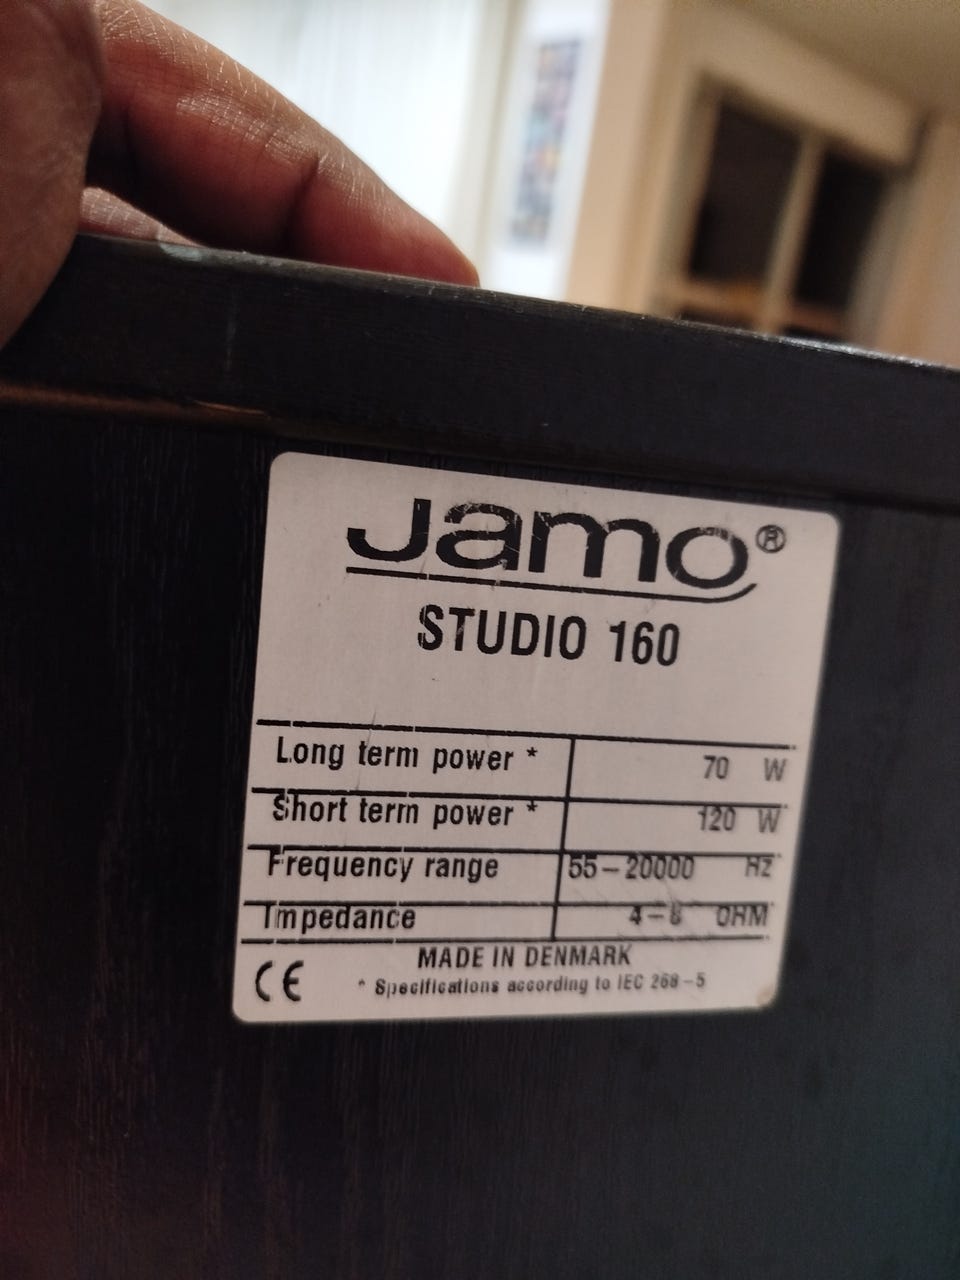 Jamo®
STUDIO 160
Long term power * 70 W
Short term power * 120 W
Frequency range 55–20000 Hz
Impedance 4–8 OHM
MADE IN DENMARK
CE * Specifications according to IEC 268–5